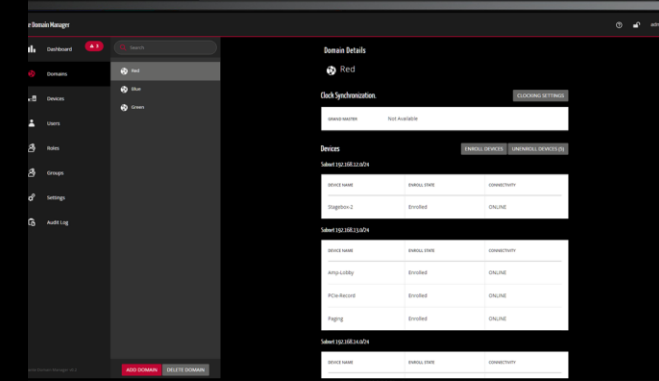 e Domain Manager
Dashboard
Domains
Devices
Users
Roles
Groups
Settings
Audit Log
Search
Red
Blue
Green
ADD DOMAIN DELETE DOMAIN
Domain Details
Red
Clock Synchronization.
CLOCKING SETTINGS
GRAND MASTER Not Available
Devices
ENROLL DEVICES UNENROLL DEVICES (5)
Subnet 192.168.12.0/24
DEVICE NAME ENROLL STATE CONNECTIVITY
Stagebox-2 Enrolled ONLINE
Subnet 192.168.13.0/24
DEVICE NAME ENROLL STATE CONNECTIVITY
Amp-Lobby Enrolled ONLINE
PCIe-Record Enrolled ONLINE
Paging Enrolled ONLINE
Subnet 192.168.14.0/24
DEVICE NAME ENROLL STATE CONNECTIVITY